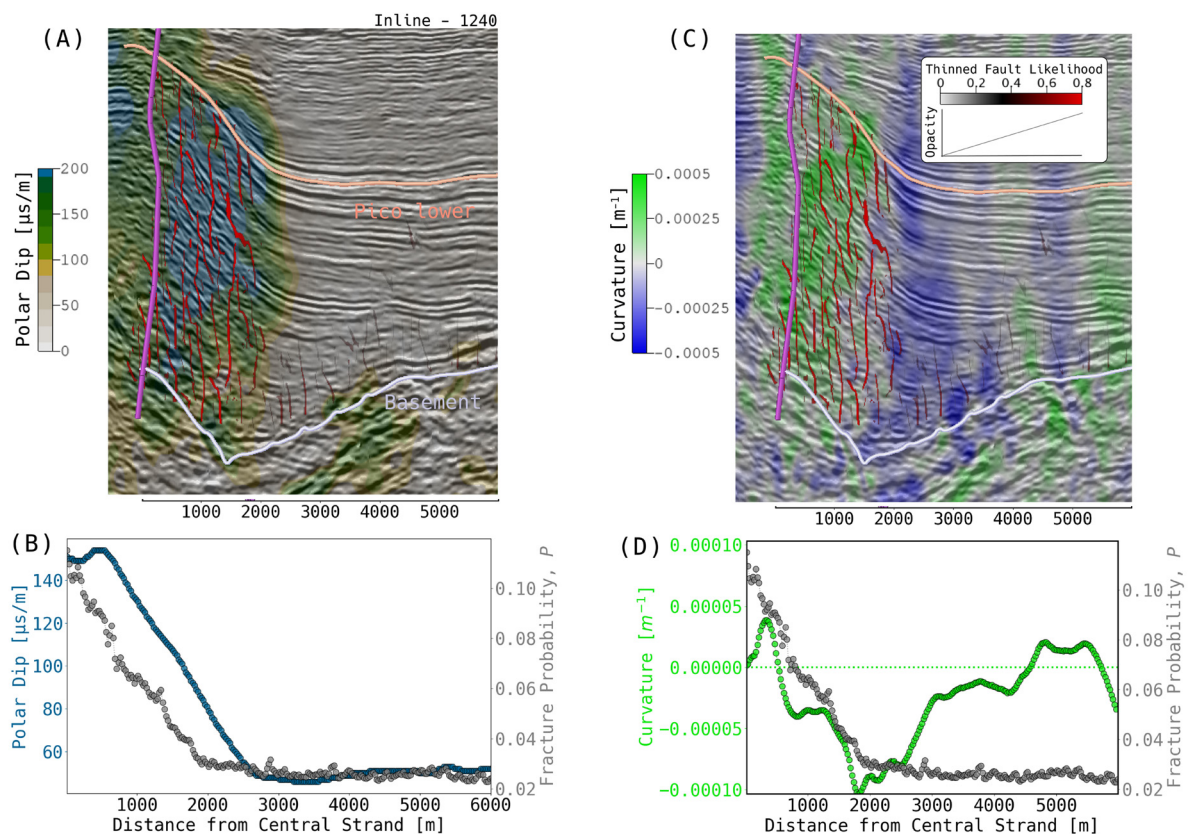 Inline - 1240
(A)
Polar Dip [µs/m]
200
150
100
50
0
Pico lower
Basement
1000 2000 3000 4000 5000
(C)
Thinned Fault Likelihood
0 0.2 0.4 0.6 0.8
Opacity
Curvature [m⁻¹]
0.0005
0.00025
0
-0.00025
-0.0005
1000 2000 3000 4000 5000
(B)
Polar Dip [µs/m]
140
120
100
80
60
Fracture Probability, P
0.10
0.08
0.06
0.04
0.02
1000 2000 3000 4000 5000 6000
Distance from Central Strand [m]
(D)
Curvature [m⁻¹]
0.00010
0.00005
0.00000
−0.00005
−0.00010
Fracture Probability, P
0.10
0.08
0.06
0.04
0.02
1000 2000 3000 4000 5000
Distance from Central Strand [m]